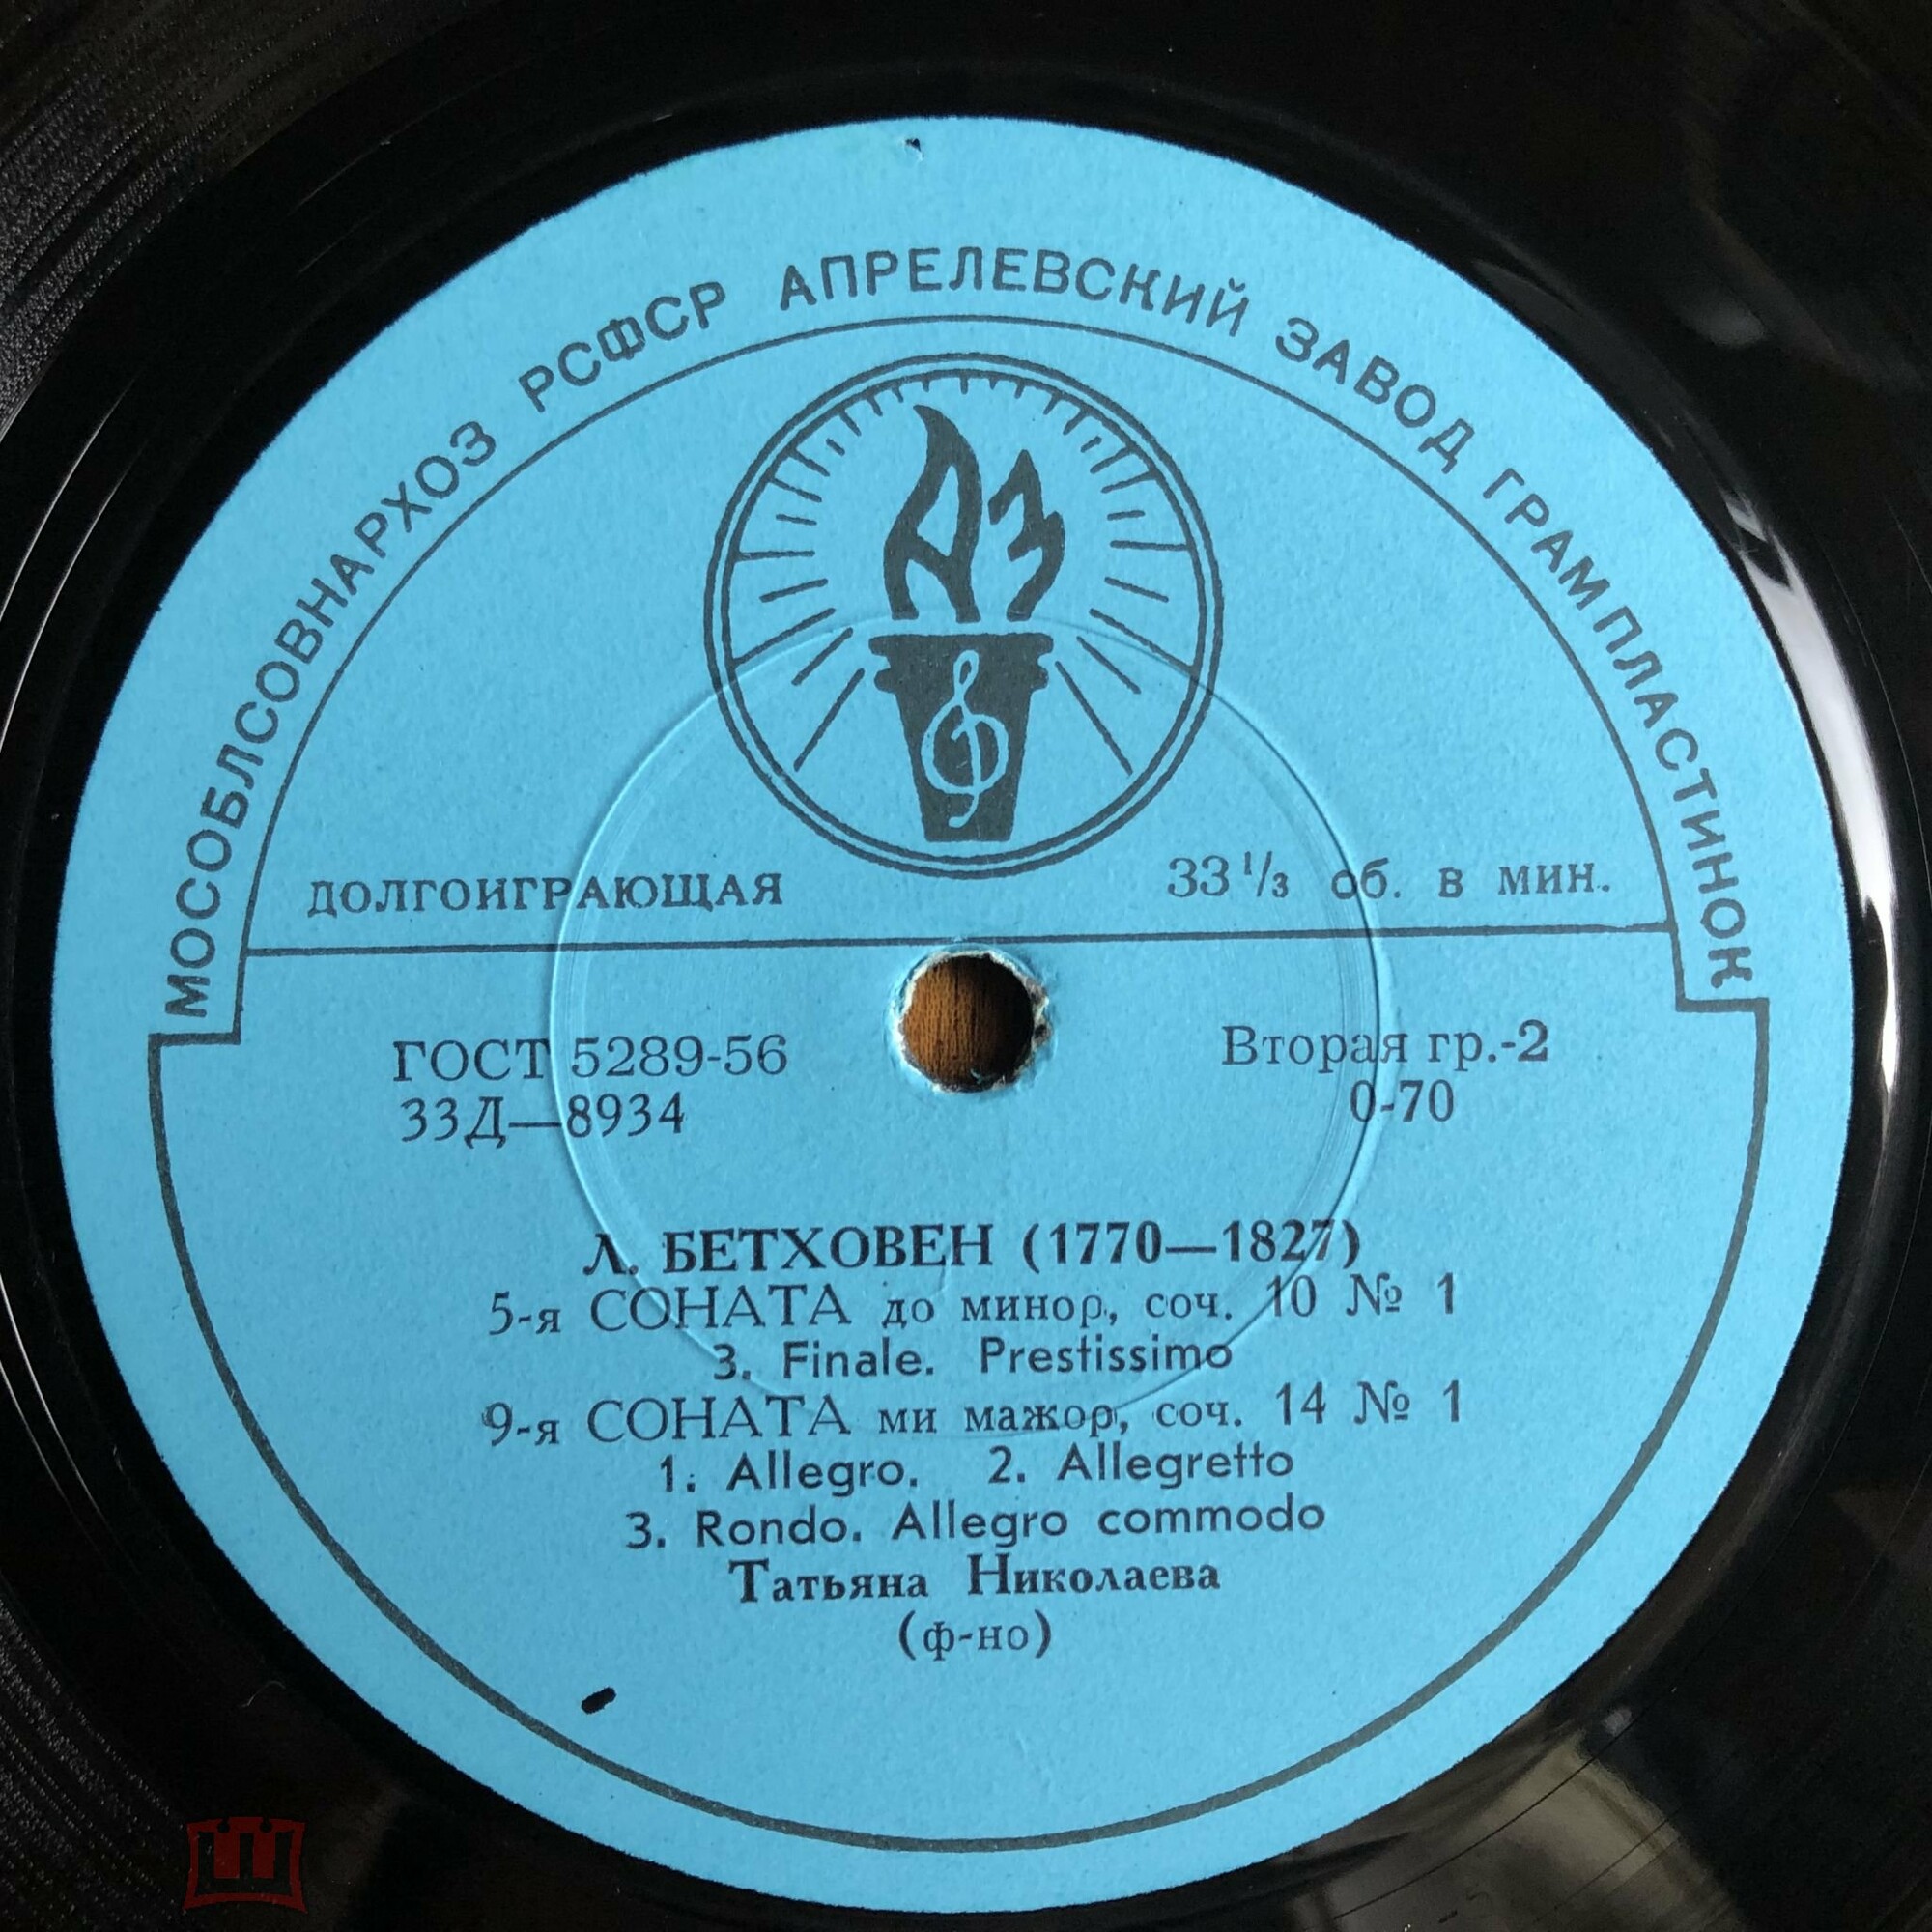 МОСОБЛСОВНАРХОЗ РСФСР АПРЕЛЕВСКИЙ ЗАВОД ГРАМПЛАСТИНОК
АЗ
ДОЛГОИГРАЮЩАЯ 33 1/3 об. в мин.
ГОСТ 5289-56 Вторая гр.-2
33Д—8934 0-70
Л. БЕТХОВЕН (1770—1827)
5-я СОНАТА до минор, соч. 10 № 1
3. Finale. Prestissimo
9-я СОНАТА ми мажор, соч. 14 № 1
1. Allegro. 2. Allegretto
3. Rondo. Allegro commodo
Татьяна Николаева
(ф-но)
Ш